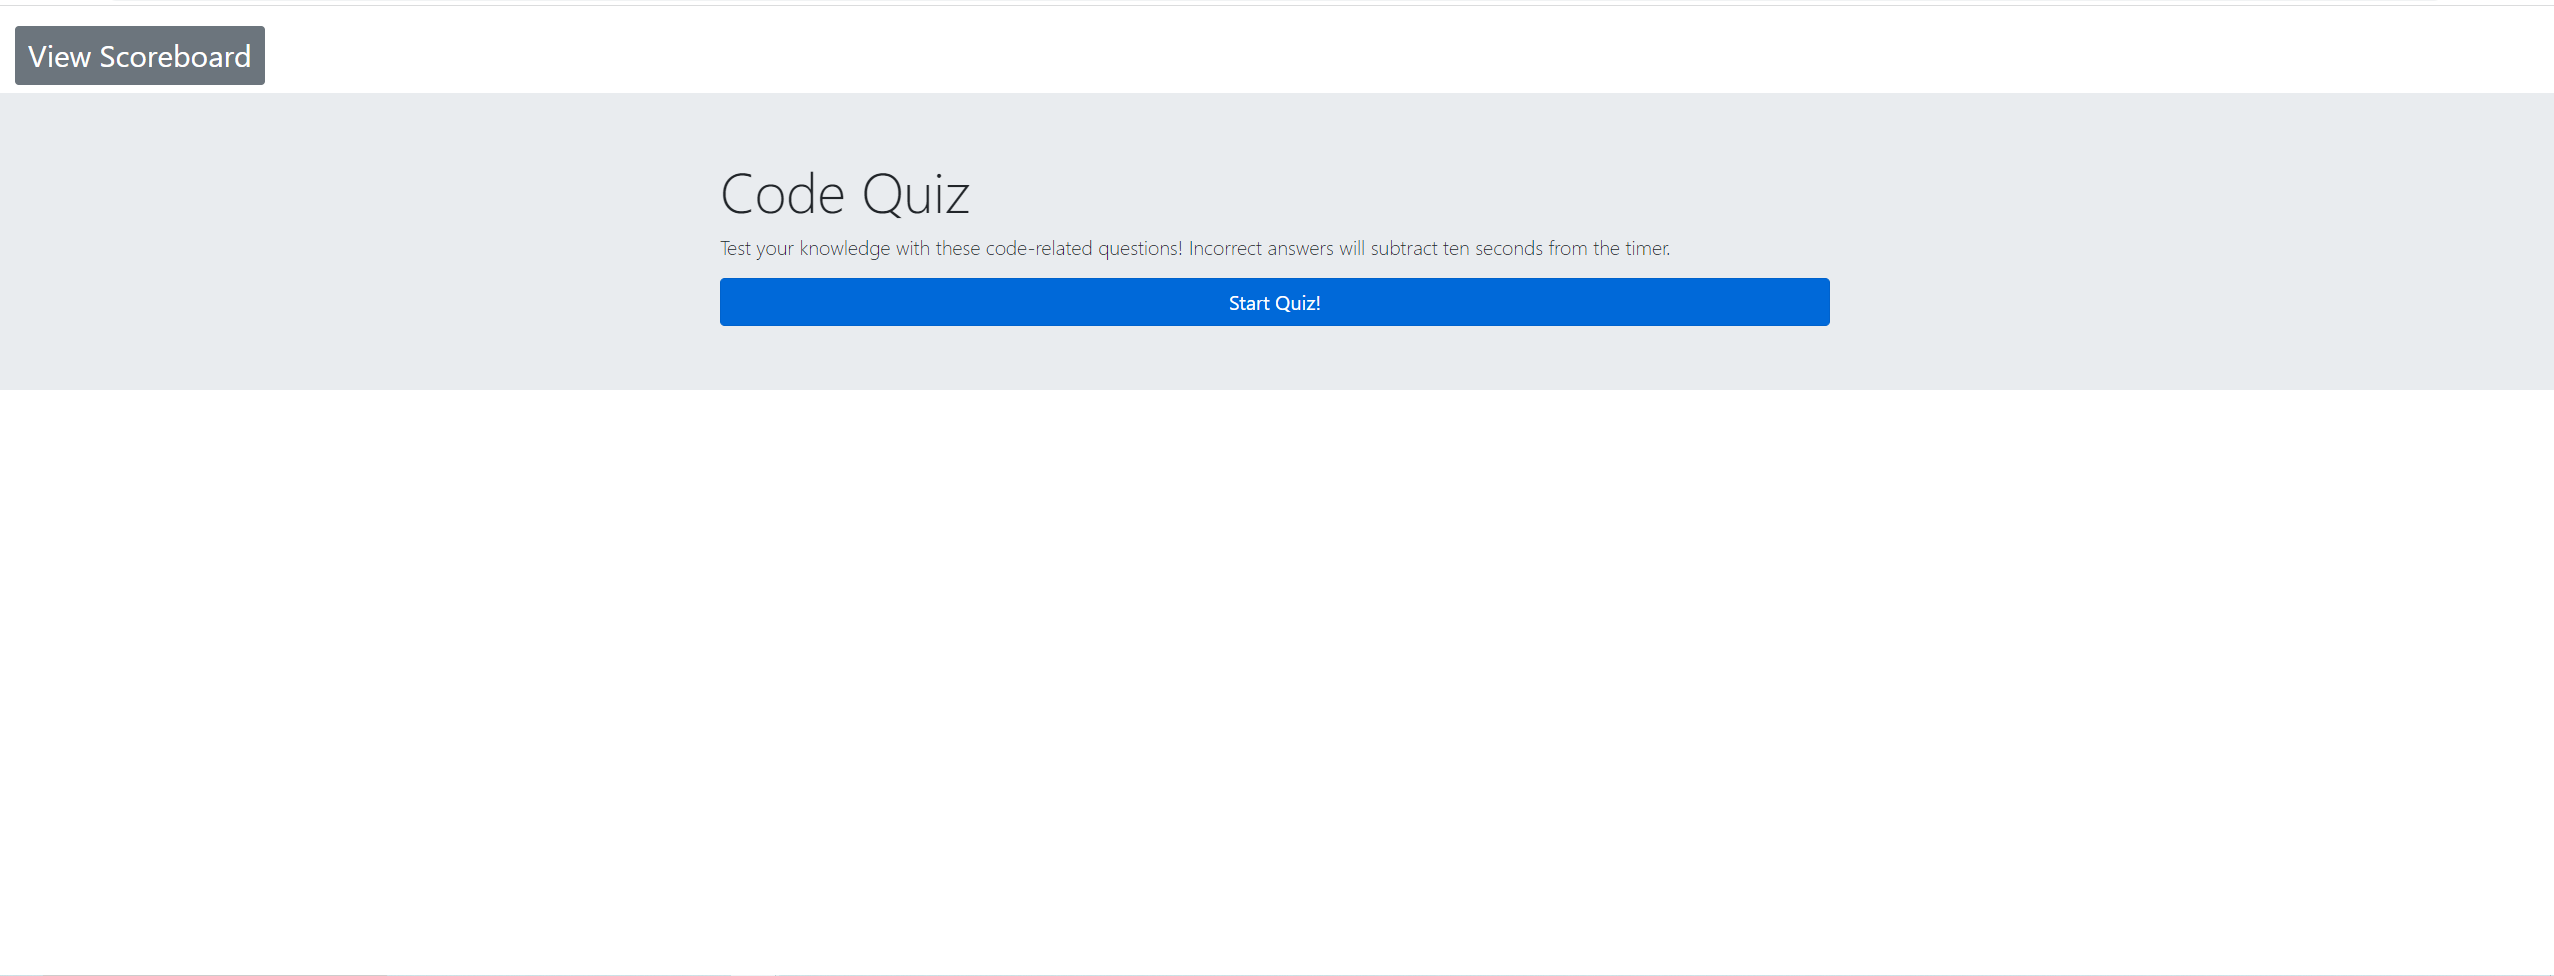 View Scoreboard
Code Quiz
Test your knowledge with these code-related questions! Incorrect answers will subtract ten seconds from the timer.
Start Quiz!